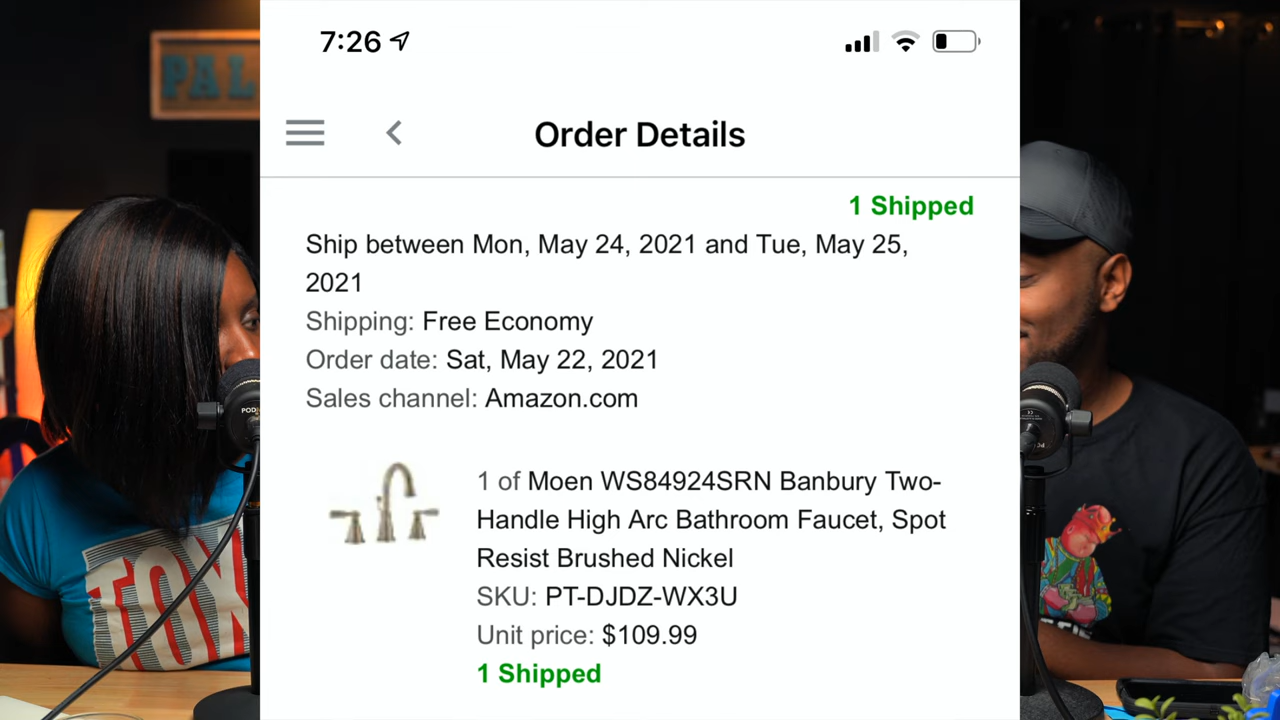 7:26
PAL
Order Details
1 Shipped
Ship between Mon, May 24, 2021 and Tue, May 25,
2021
Shipping: Free Economy
Order date: Sat, May 22, 2021
Sales channel: Amazon.com
1 of Moen WS84924SRN Banbury Two-
Handle High Arc Bathroom Faucet, Spot
Resist Brushed Nickel
SKU: PT-DJDZ-WX3U
Unit price: $109.99
1 Shipped
POD